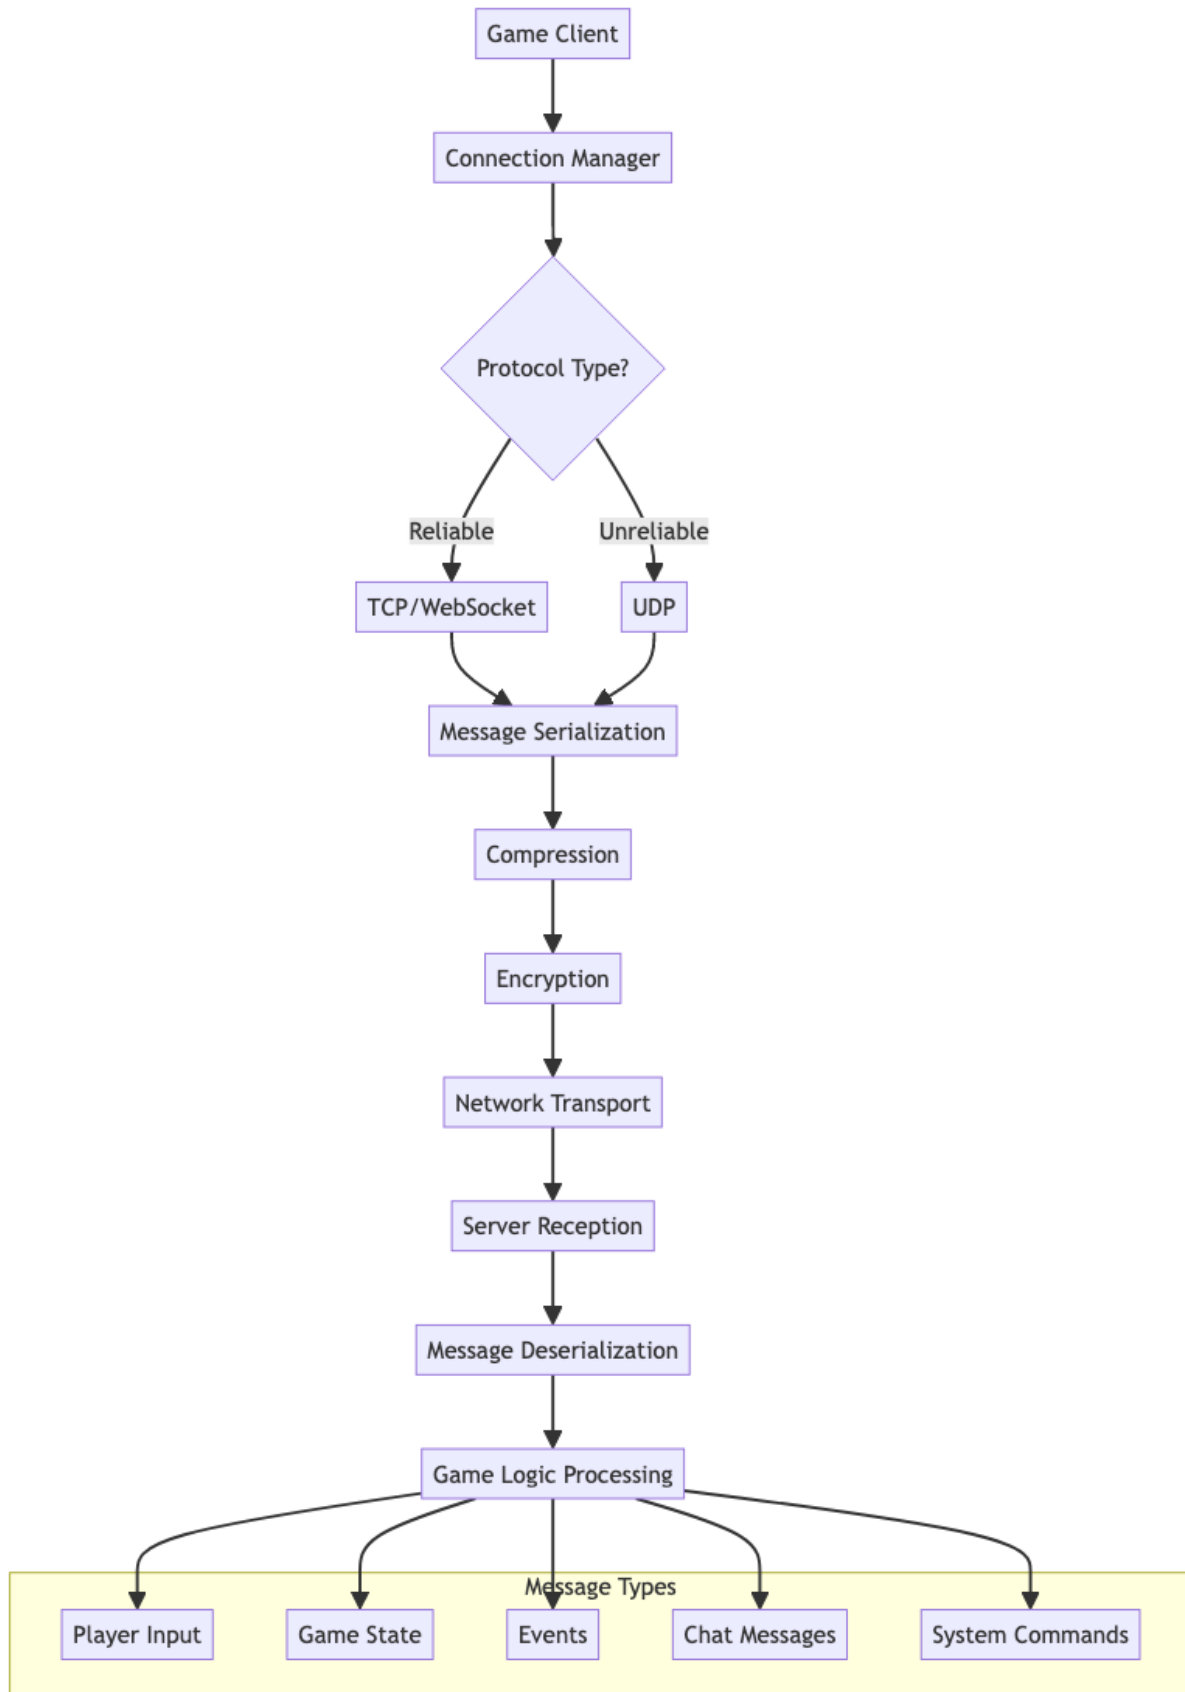 Game Client
Connection Manager
Protocol Type?
Reliable
Unreliable
TCP/WebSocket
UDP
Message Serialization
Compression
Encryption
Network Transport
Server Reception
Message Deserialization
Game Logic Processing
Message Types
Player Input
Game State
Events
Chat Messages
System Commands